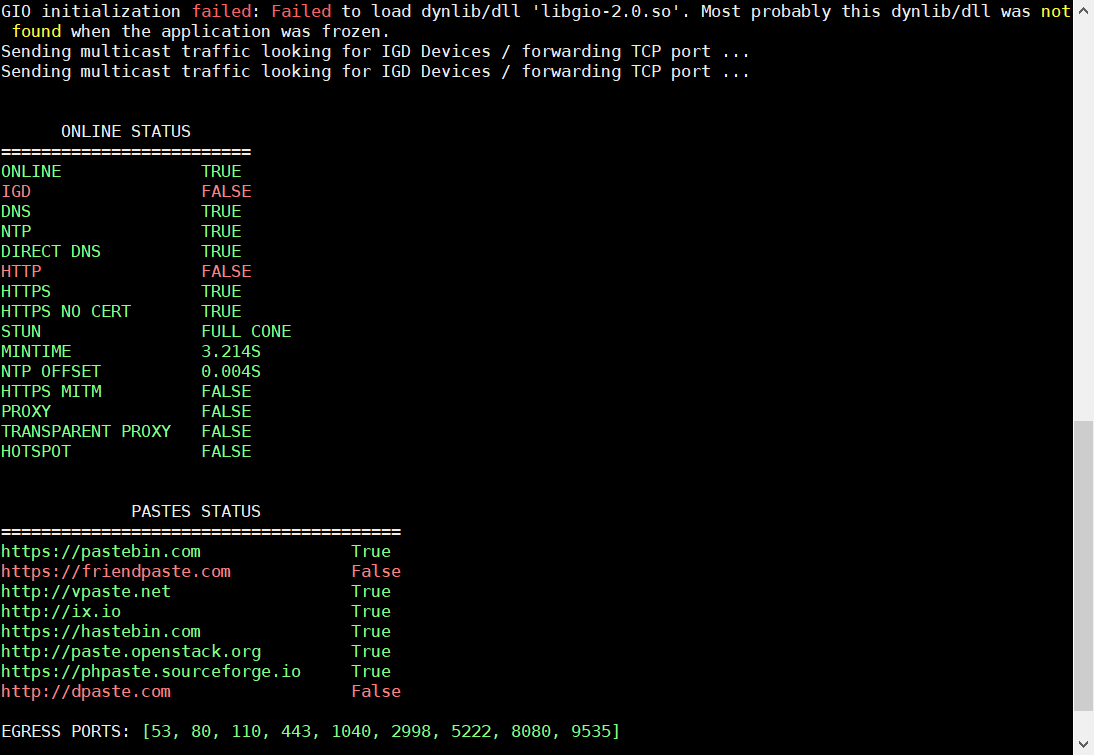 GIO initialization failed: Failed to load dynlib/dll 'libgio-2.0.so'. Most probably this dynlib/dll was not
found when the application was frozen.
Sending multicast traffic looking for IGD Devices / forwarding TCP port ...
Sending multicast traffic looking for IGD Devices / forwarding TCP port ...
ONLINE STATUS
=========================
ONLINE TRUE
IGD FALSE
DNS TRUE
NTP TRUE
DIRECT DNS TRUE
HTTP FALSE
HTTPS TRUE
HTTPS NO CERT TRUE
STUN FULL CONE
MINTIME 3.214S
NTP OFFSET 0.004S
HTTPS MITM FALSE
PROXY FALSE
TRANSPARENT PROXY FALSE
HOTSPOT FALSE
PASTES STATUS
========================================
https://pastebin.com True
https://friendpaste.com False
http://vpaste.net True
http://ix.io True
https://hastebin.com True
http://paste.openstack.org True
https://phpaste.sourceforge.io True
http://dpaste.com False
EGRESS PORTS: [53, 80, 110, 443, 1040, 2998, 5222, 8080, 9535]